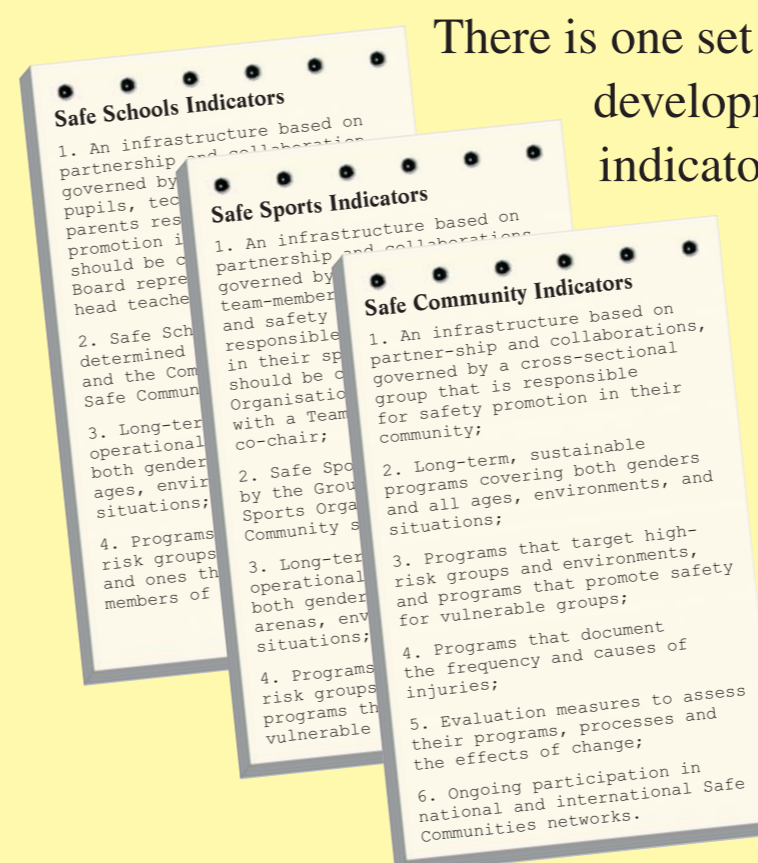 There is one set
Safe Schools Indicators
1. An infrastructure based on
partnership and collaboration
governed by
pupils, tec
parents res
promotion i
should be c
Board repre
head teache
2. Safe Sch
determined
and the Com
Safe Commun
3. Long-ter
operational
both gender
ages, envir
situations;
4. Programs
risk groups
and ones th
members of
Safe Sports Indicators
1. An infrastructure based on
partnership and collaborations
governed by
team-member
and safety
responsible
in their sp
should be c
Organisatio
with a Team
co-chair;
2. Safe Spo
by the Grou
Sports Orga
Community s
3. Long-ter
operational
both gender
arenas, env
situations;
4. Programs
risk groups
programs th
vulnerable
Safe Community Indicators
1. An infrastructure based on
partner-ship and collaborations,
governed by a cross-sectional
group that is responsible
for safety promotion in their
community;
2. Long-term, sustainable
programs covering both genders
and all ages, environments, and
situations;
3. Programs that target high-
risk groups and environments,
and programs that promote safety
for vulnerable groups;
4. Programs that document
the frequency and causes of
injuries;
5. Evaluation measures to assess
their programs, processes and
the effects of change;
6. Ongoing participation in
national and international Safe
Communities networks.